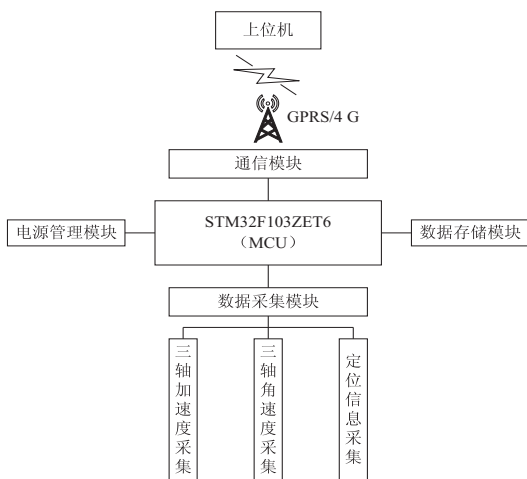 上位机
GPRS/4 G
通信模块
电源管理模块
STM32F103ZET6
（MCU）
数据存储模块
数据采集模块
三轴加速度采集
三轴角速度采集
定位信息采集